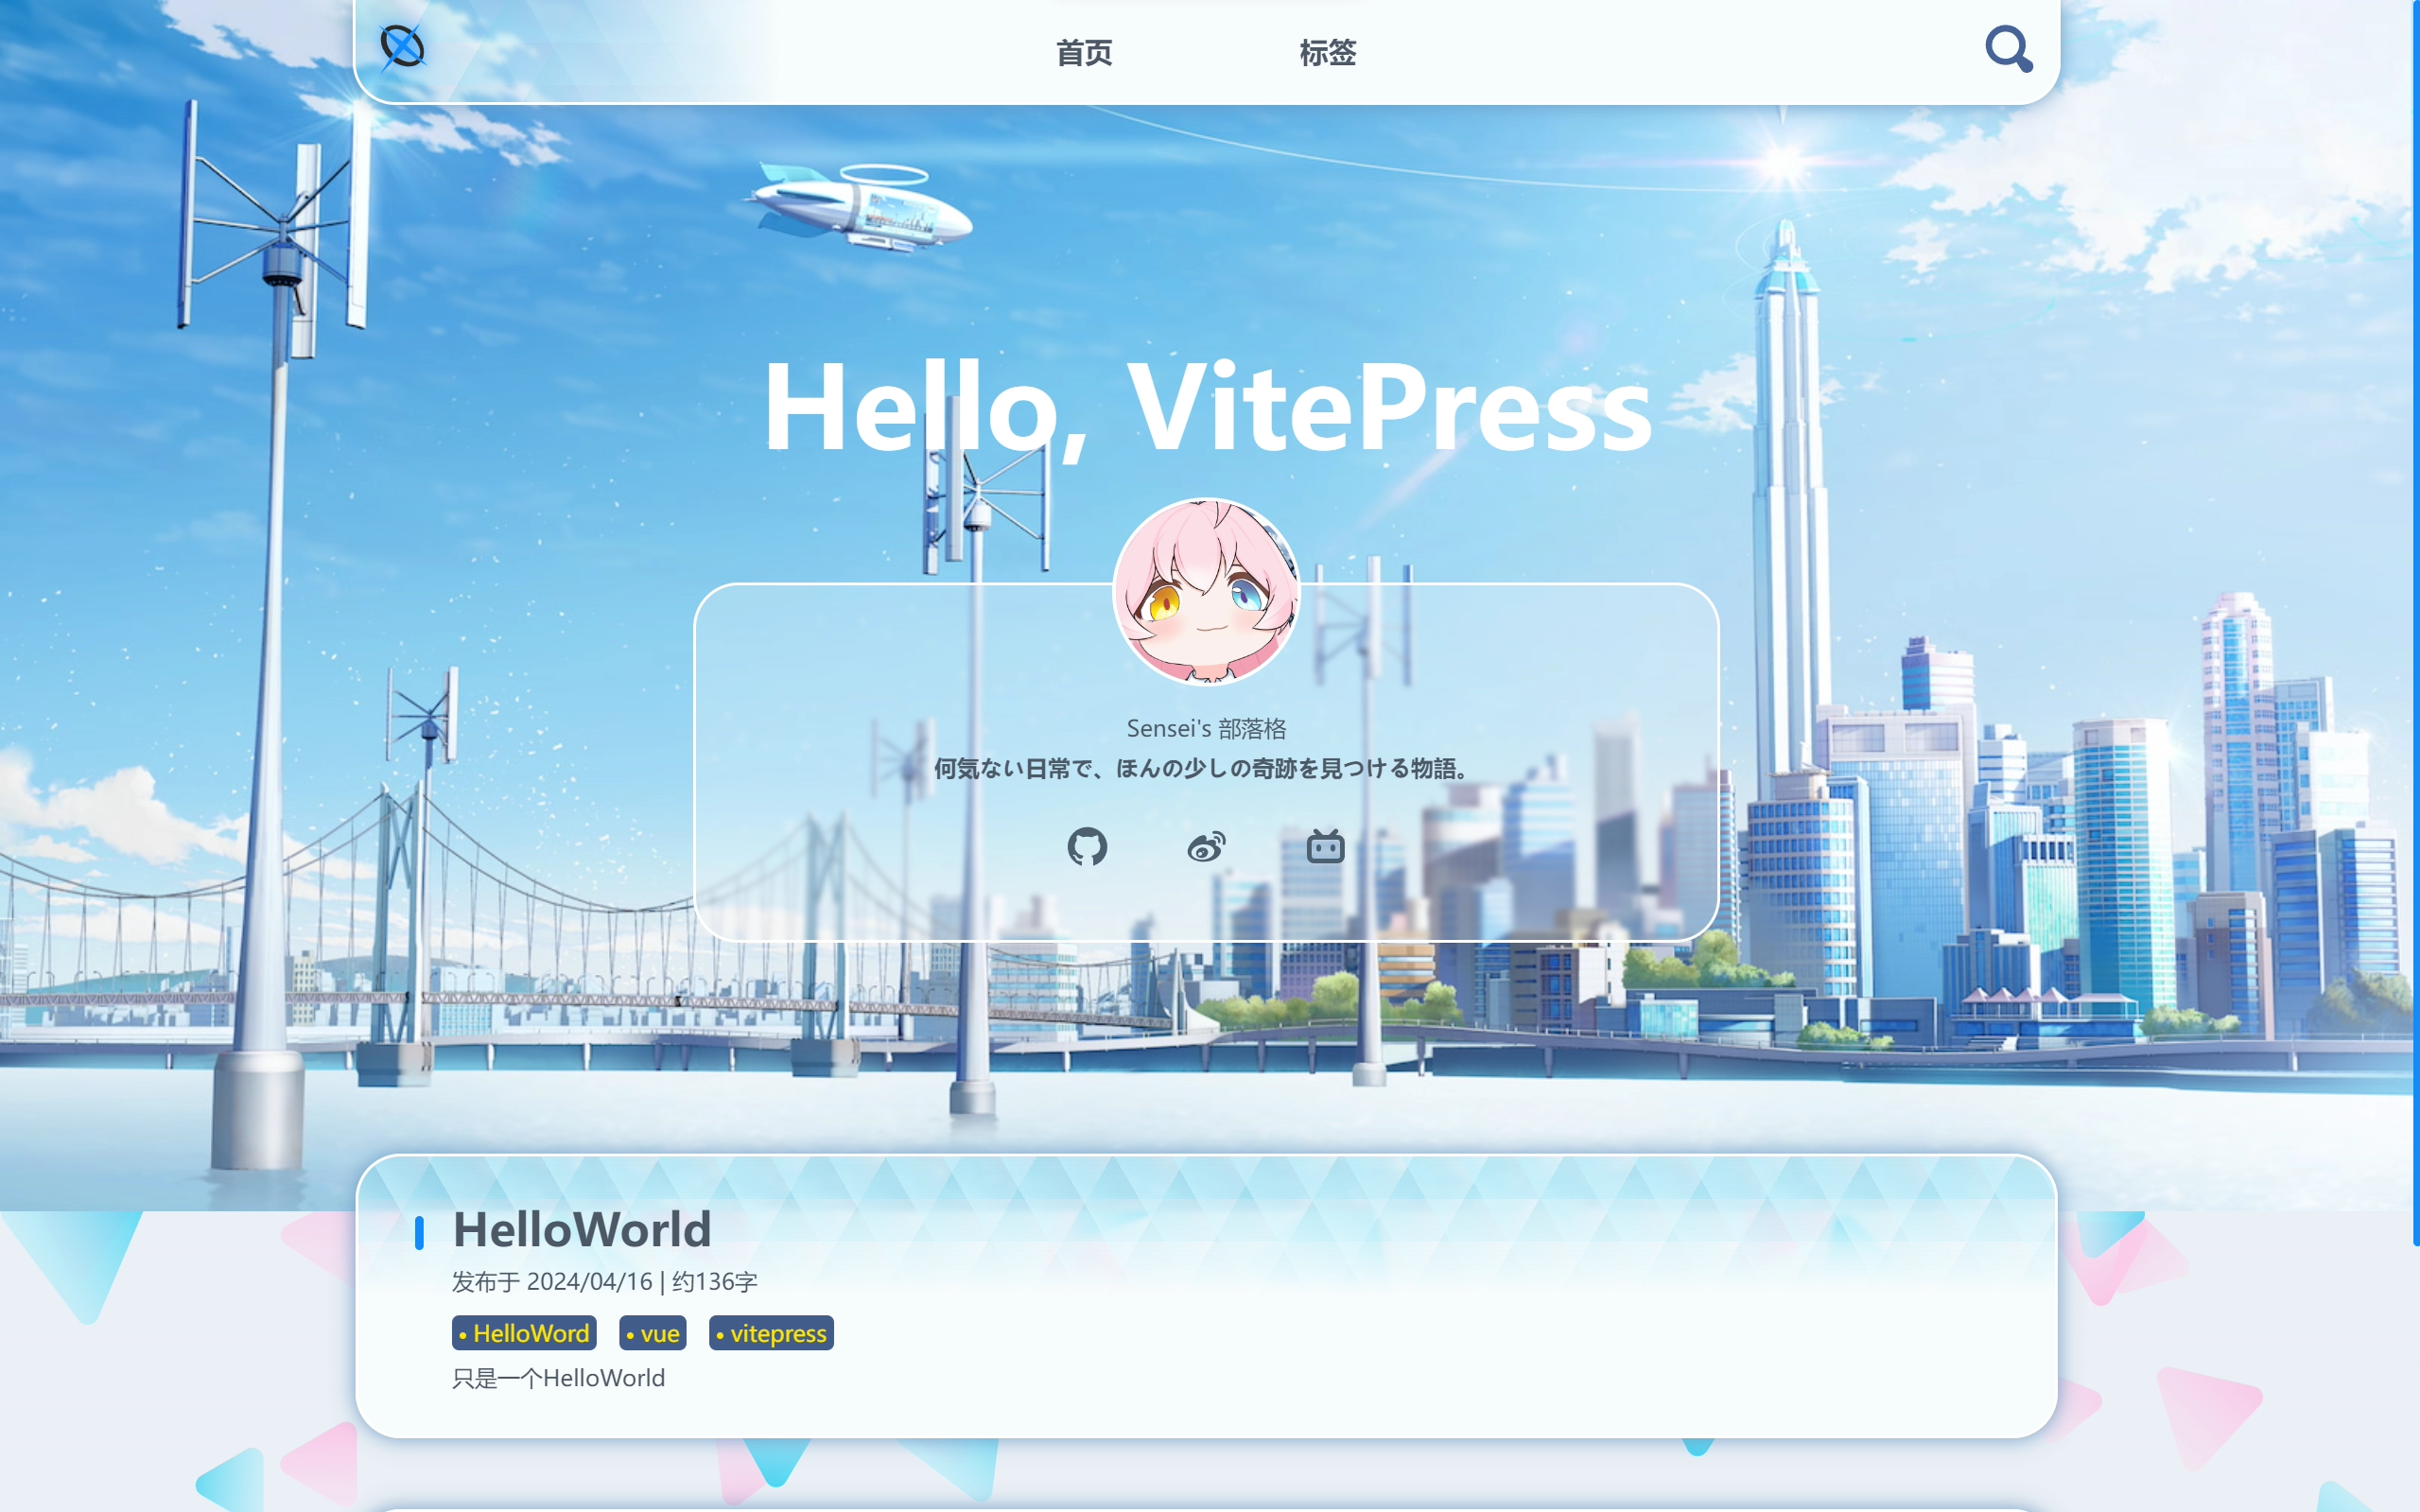 首页 标签
Hello, VitePress
Sensei's 部落格
何気ない日常で、ほんの少しの奇跡を見つける物語。
HelloWorld
发布于 2024/04/16 | 约136字
• HelloWord • vue • vitepress
只是一个HelloWorld